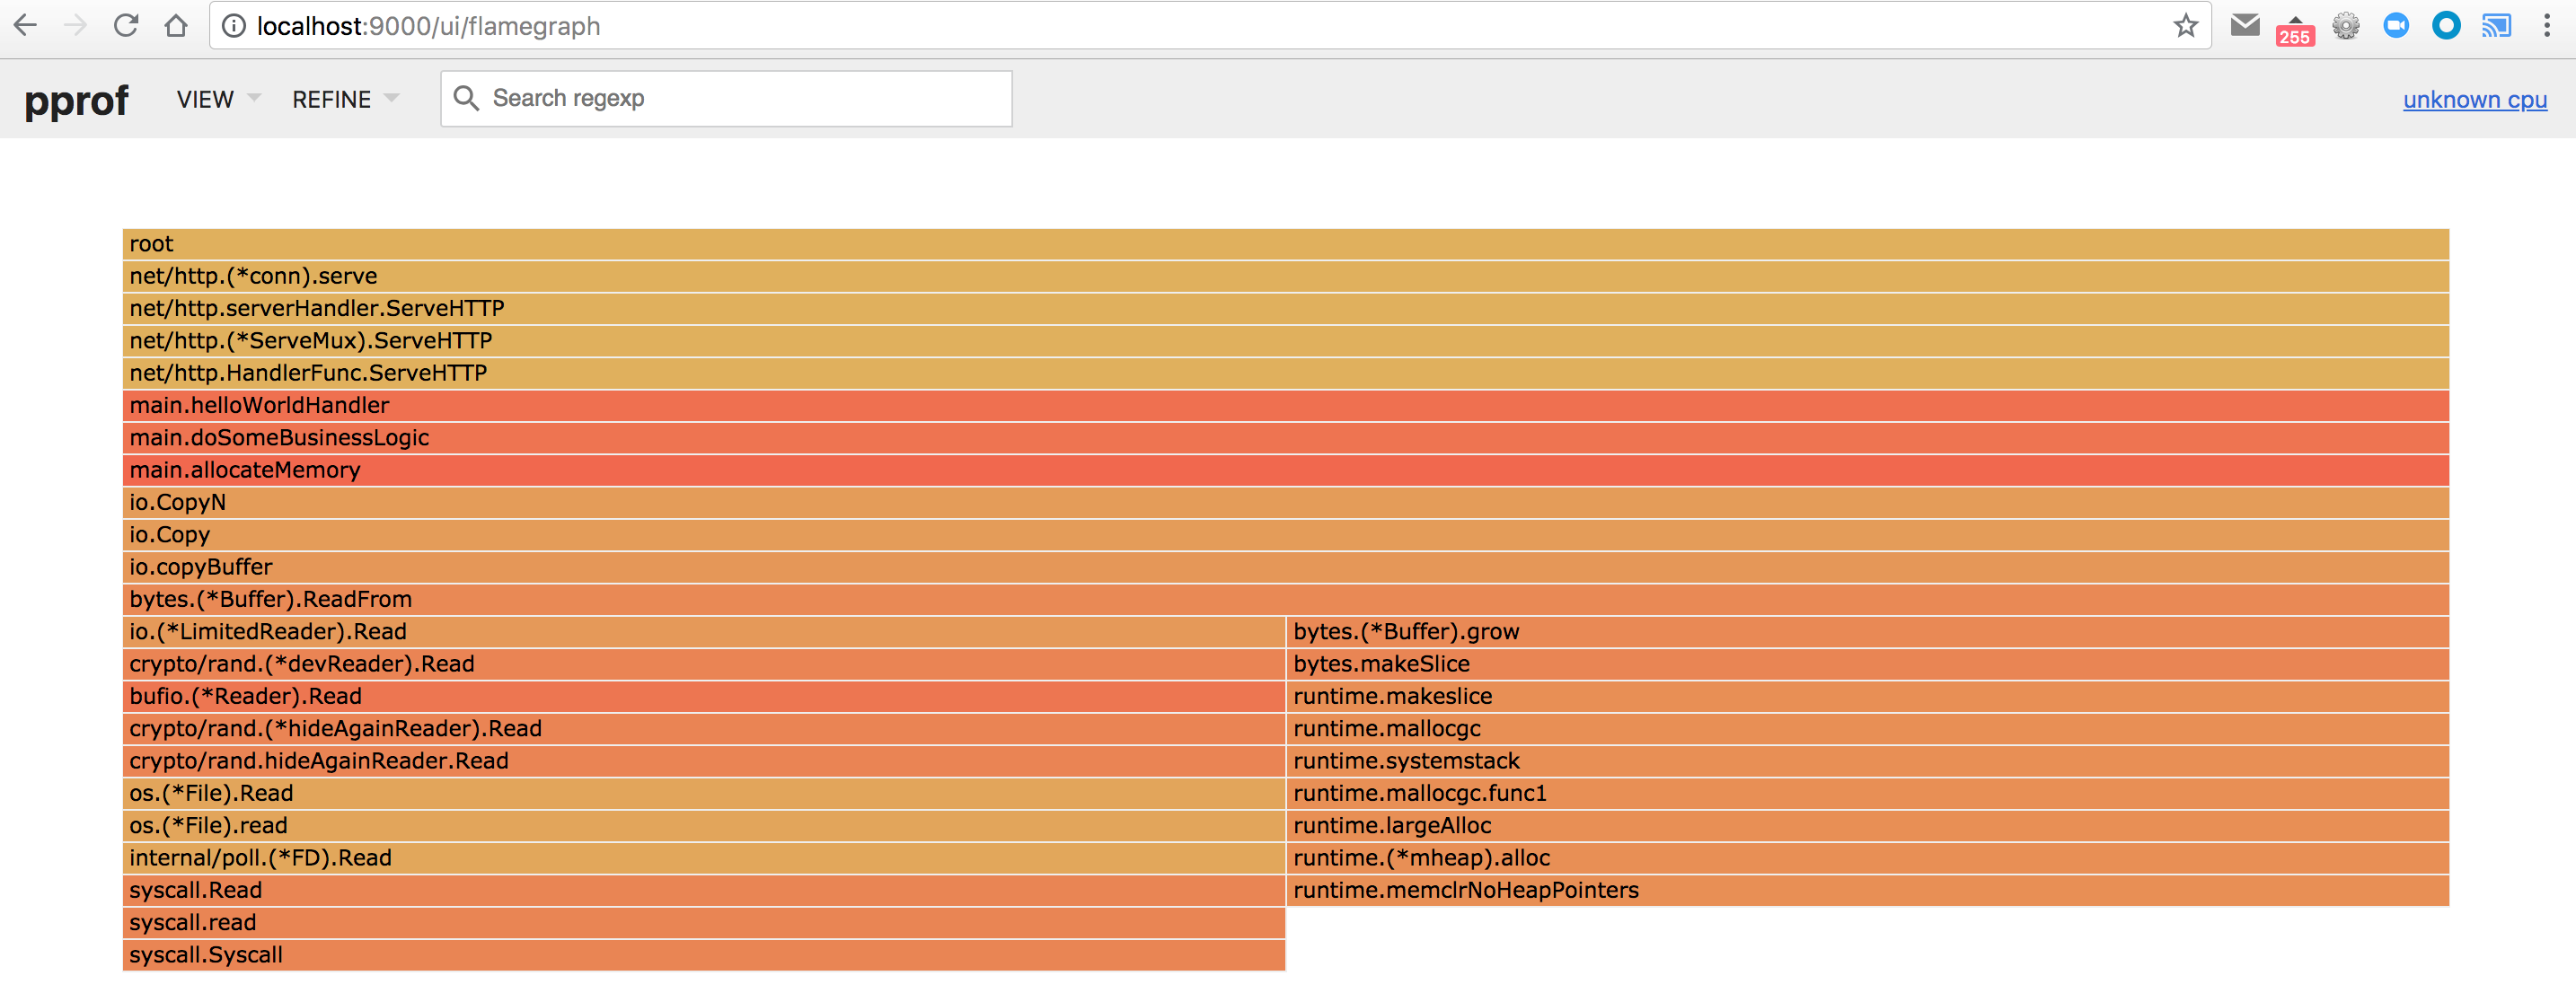 localhost:9000/ui/flamegraph
255
pprof VIEW REFINE Search regexp unknown cpu
root
net/http.(*conn).serve
net/http.serverHandler.ServeHTTP
net/http.(*ServeMux).ServeHTTP
net/http.HandlerFunc.ServeHTTP
main.helloWorldHandler
main.doSomeBusinessLogic
main.allocateMemory
io.CopyN
io.Copy
io.copyBuffer
bytes.(*Buffer).ReadFrom
io.(*LimitedReader).Read bytes.(*Buffer).grow
crypto/rand.(*devReader).Read bytes.makeSlice
bufio.(*Reader).Read runtime.makeslice
crypto/rand.(*hideAgainReader).Read runtime.mallocgc
crypto/rand.hideAgainReader.Read runtime.systemstack
os.(*File).Read runtime.mallocgc.func1
os.(*File).read runtime.largeAlloc
internal/poll.(*FD).Read runtime.(*mheap).alloc
syscall.Read runtime.memclrNoHeapPointers
syscall.read
syscall.Syscall